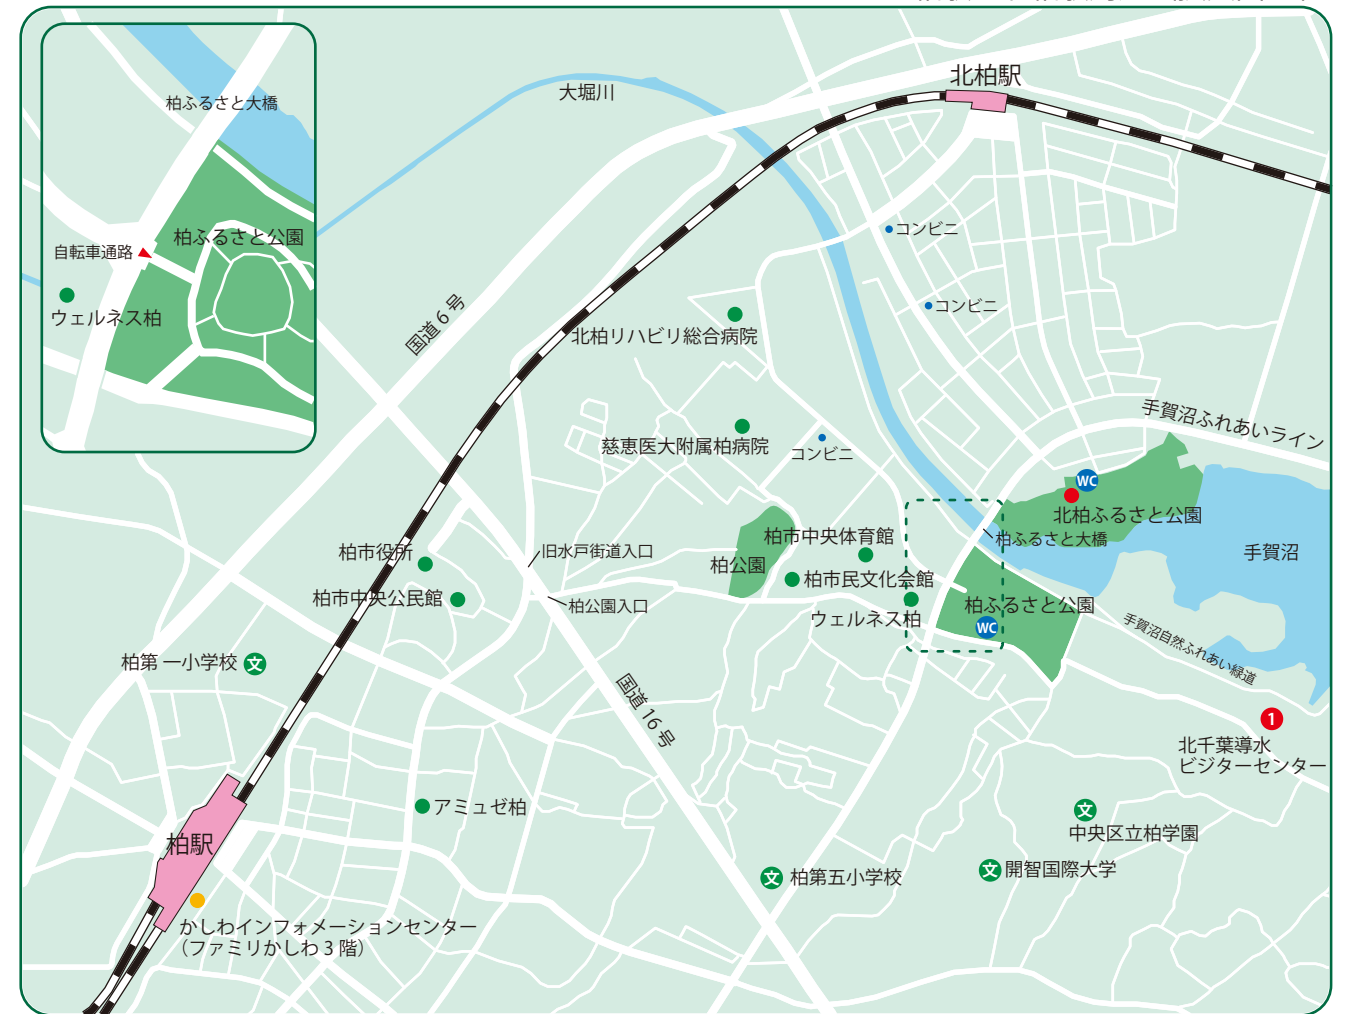 北柏駅
大堀川
柏ふるさと大橋
柏ふるさと公園
自転車通路
ウェルネス柏
コンビニ
コンビニ
国道6号
北柏リハビリ総合病院
手賀沼ふれあいライン
慈恵医大附属柏病院
コンビニ
WC
北柏ふるさと公園
柏市中央体育館
柏ふるさと大橋
手賀沼
柏市役所
旧水戸街道入口
柏公園
柏市民文化会館
柏市中央公民館
柏公園入口
ウェルネス柏
柏ふるさと公園
WC
手賀沼自然ふれあい緑道
柏第一小学校
文
国道16号
1
北千葉導水
ビジターセンター
アミュゼ柏
文
中央区立柏学園
柏駅
文
柏第五小学校
文
開智国際大学
かしわインフォメーションセンター
(ファミリかしわ3階)